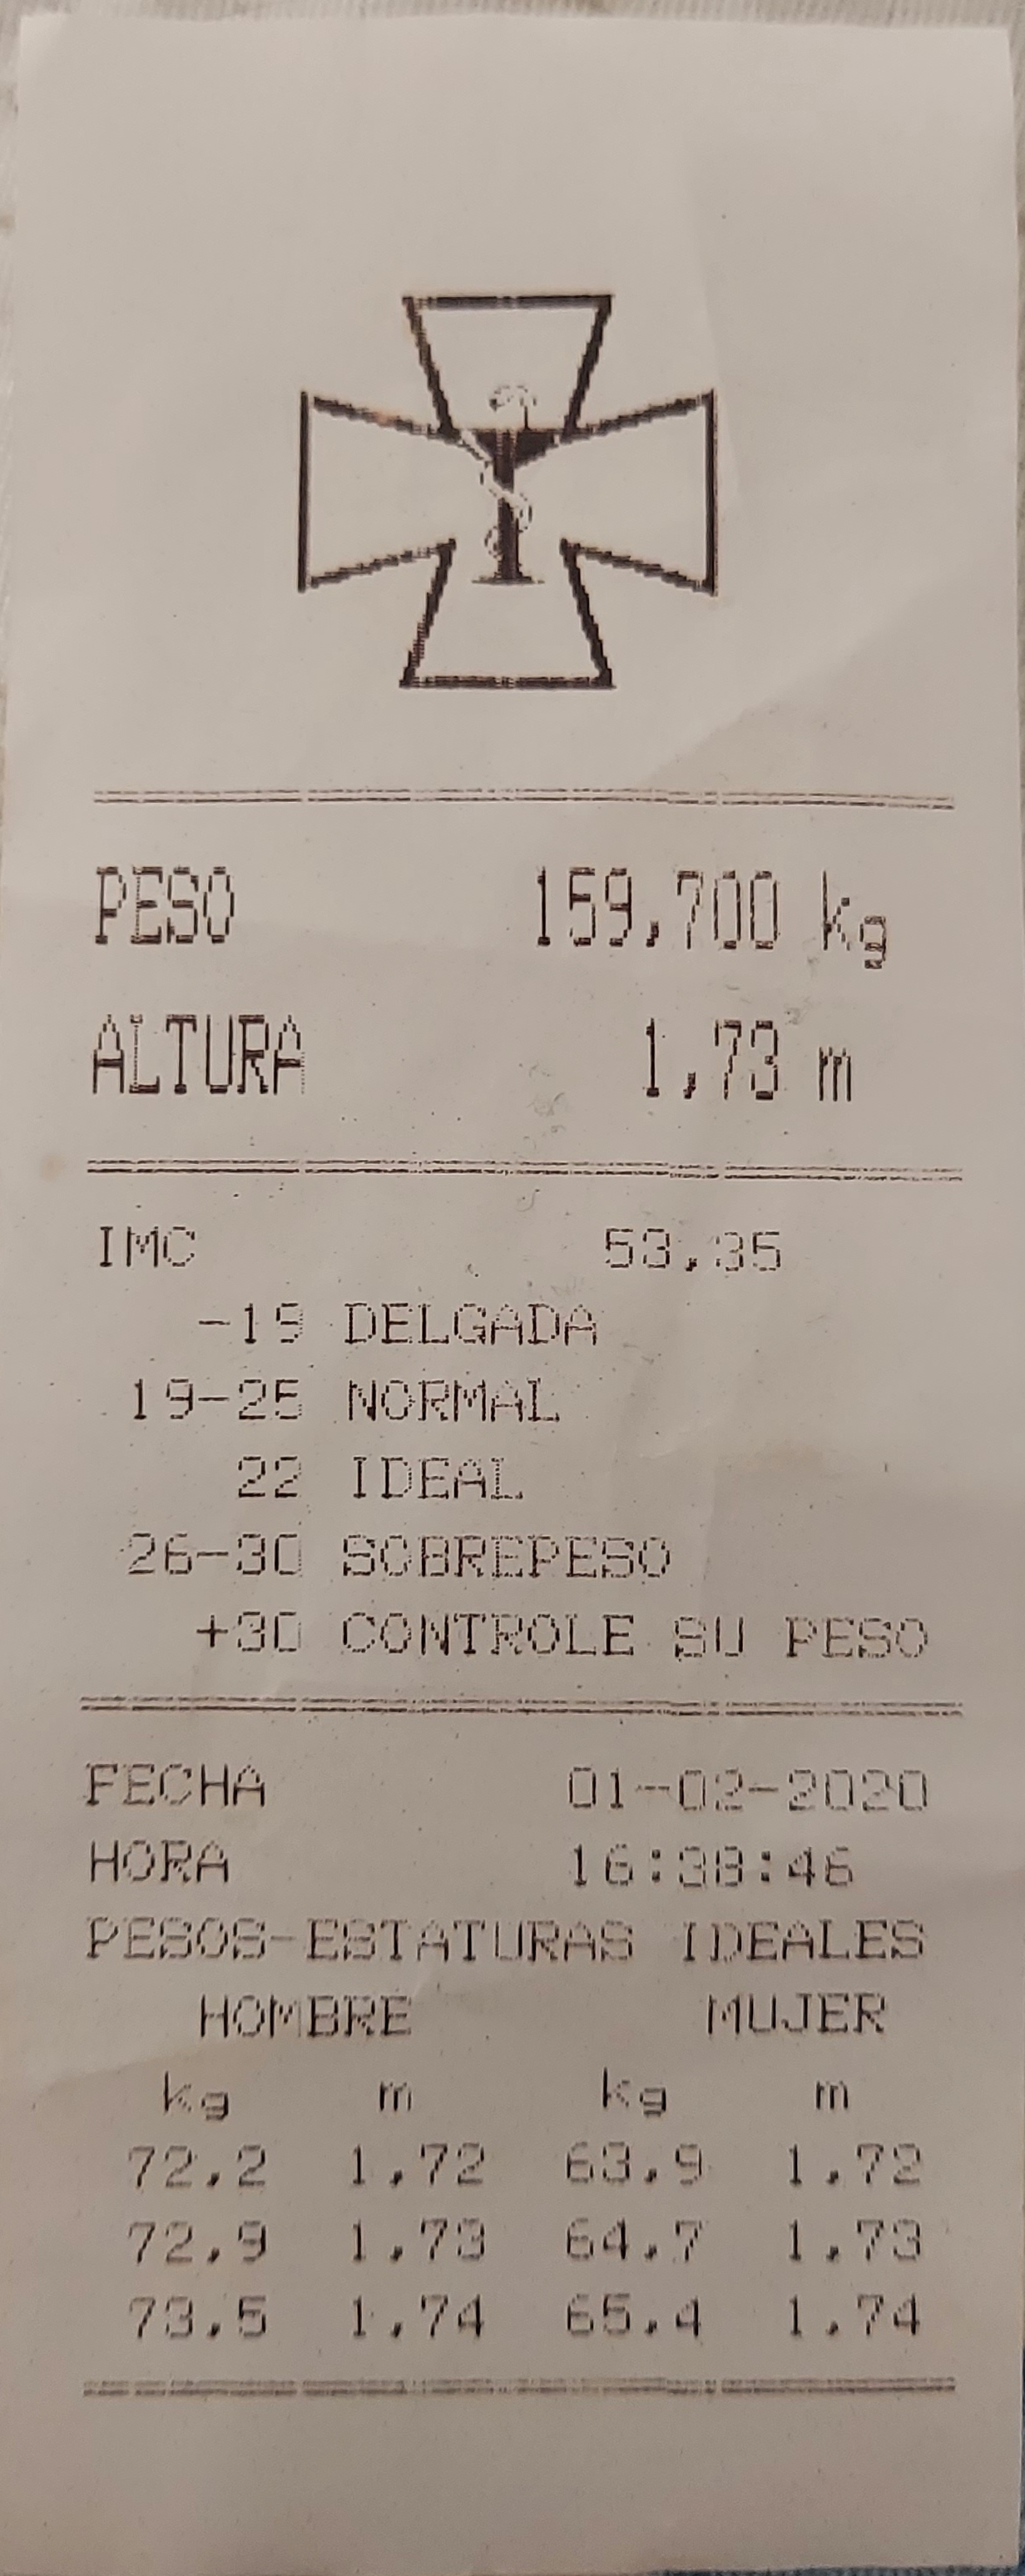 PESO 159,700 kg
ALTURA 1,73 m
IMC 53,35
-19 DELGADA
19-25 NORMAL
22 IDEAL
26-30 SOBREPESO
+30 CONTROLE SU PESO
FECHA 01-02-2020
HORA 16:38:46
PESOS-ESTATURAS IDEALES
HOMBRE MUJER
kg m kg m
72,2 1,72 63,9 1,72
72,9 1,73 64,7 1,73
73,5 1,74 65,4 1,74